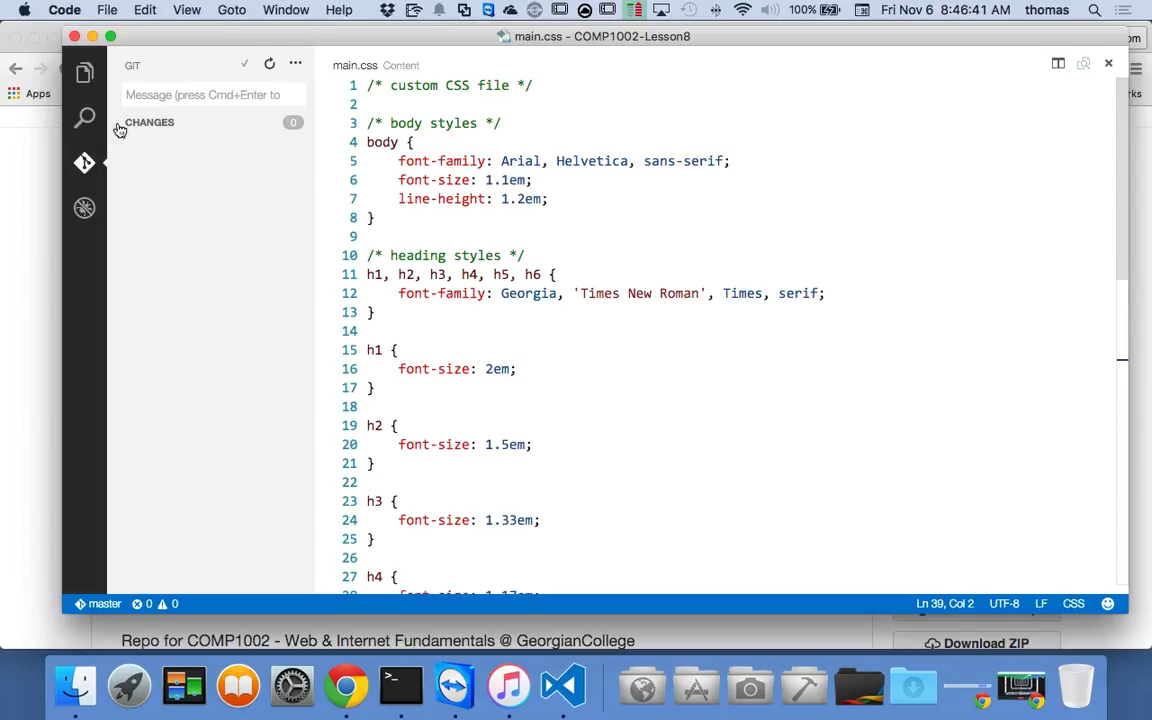 Code File Edit View Goto Window Help 100% Fri Nov 6 8:46:41 AM thomas
main.css - COMP1002-Lesson8
GIT
main.css Content
Apps
Message (press Cmd+Enter to
CHANGES 0
1 /* custom CSS file */
2
3 /* body styles */
4 body {
5 font-family: Arial, Helvetica, sans-serif;
6 font-size: 1.1em;
7 line-height: 1.2em;
8 }
9
10 /* heading styles */
11 h1, h2, h3, h4, h5, h6 {
12 font-family: Georgia, 'Times New Roman', Times, serif;
13 }
14
15 h1 {
16 font-size: 2em;
17 }
18
19 h2 {
20 font-size: 1.5em;
21 }
22
23 h3 {
24 font-size: 1.33em;
25 }
26
27 h4 {
master 0 0 Ln 39, Col 2 UTF-8 LF CSS
Repo for COMP1002 - Web & Internet Fundamentals @ GeorgianCollege
Download ZIP